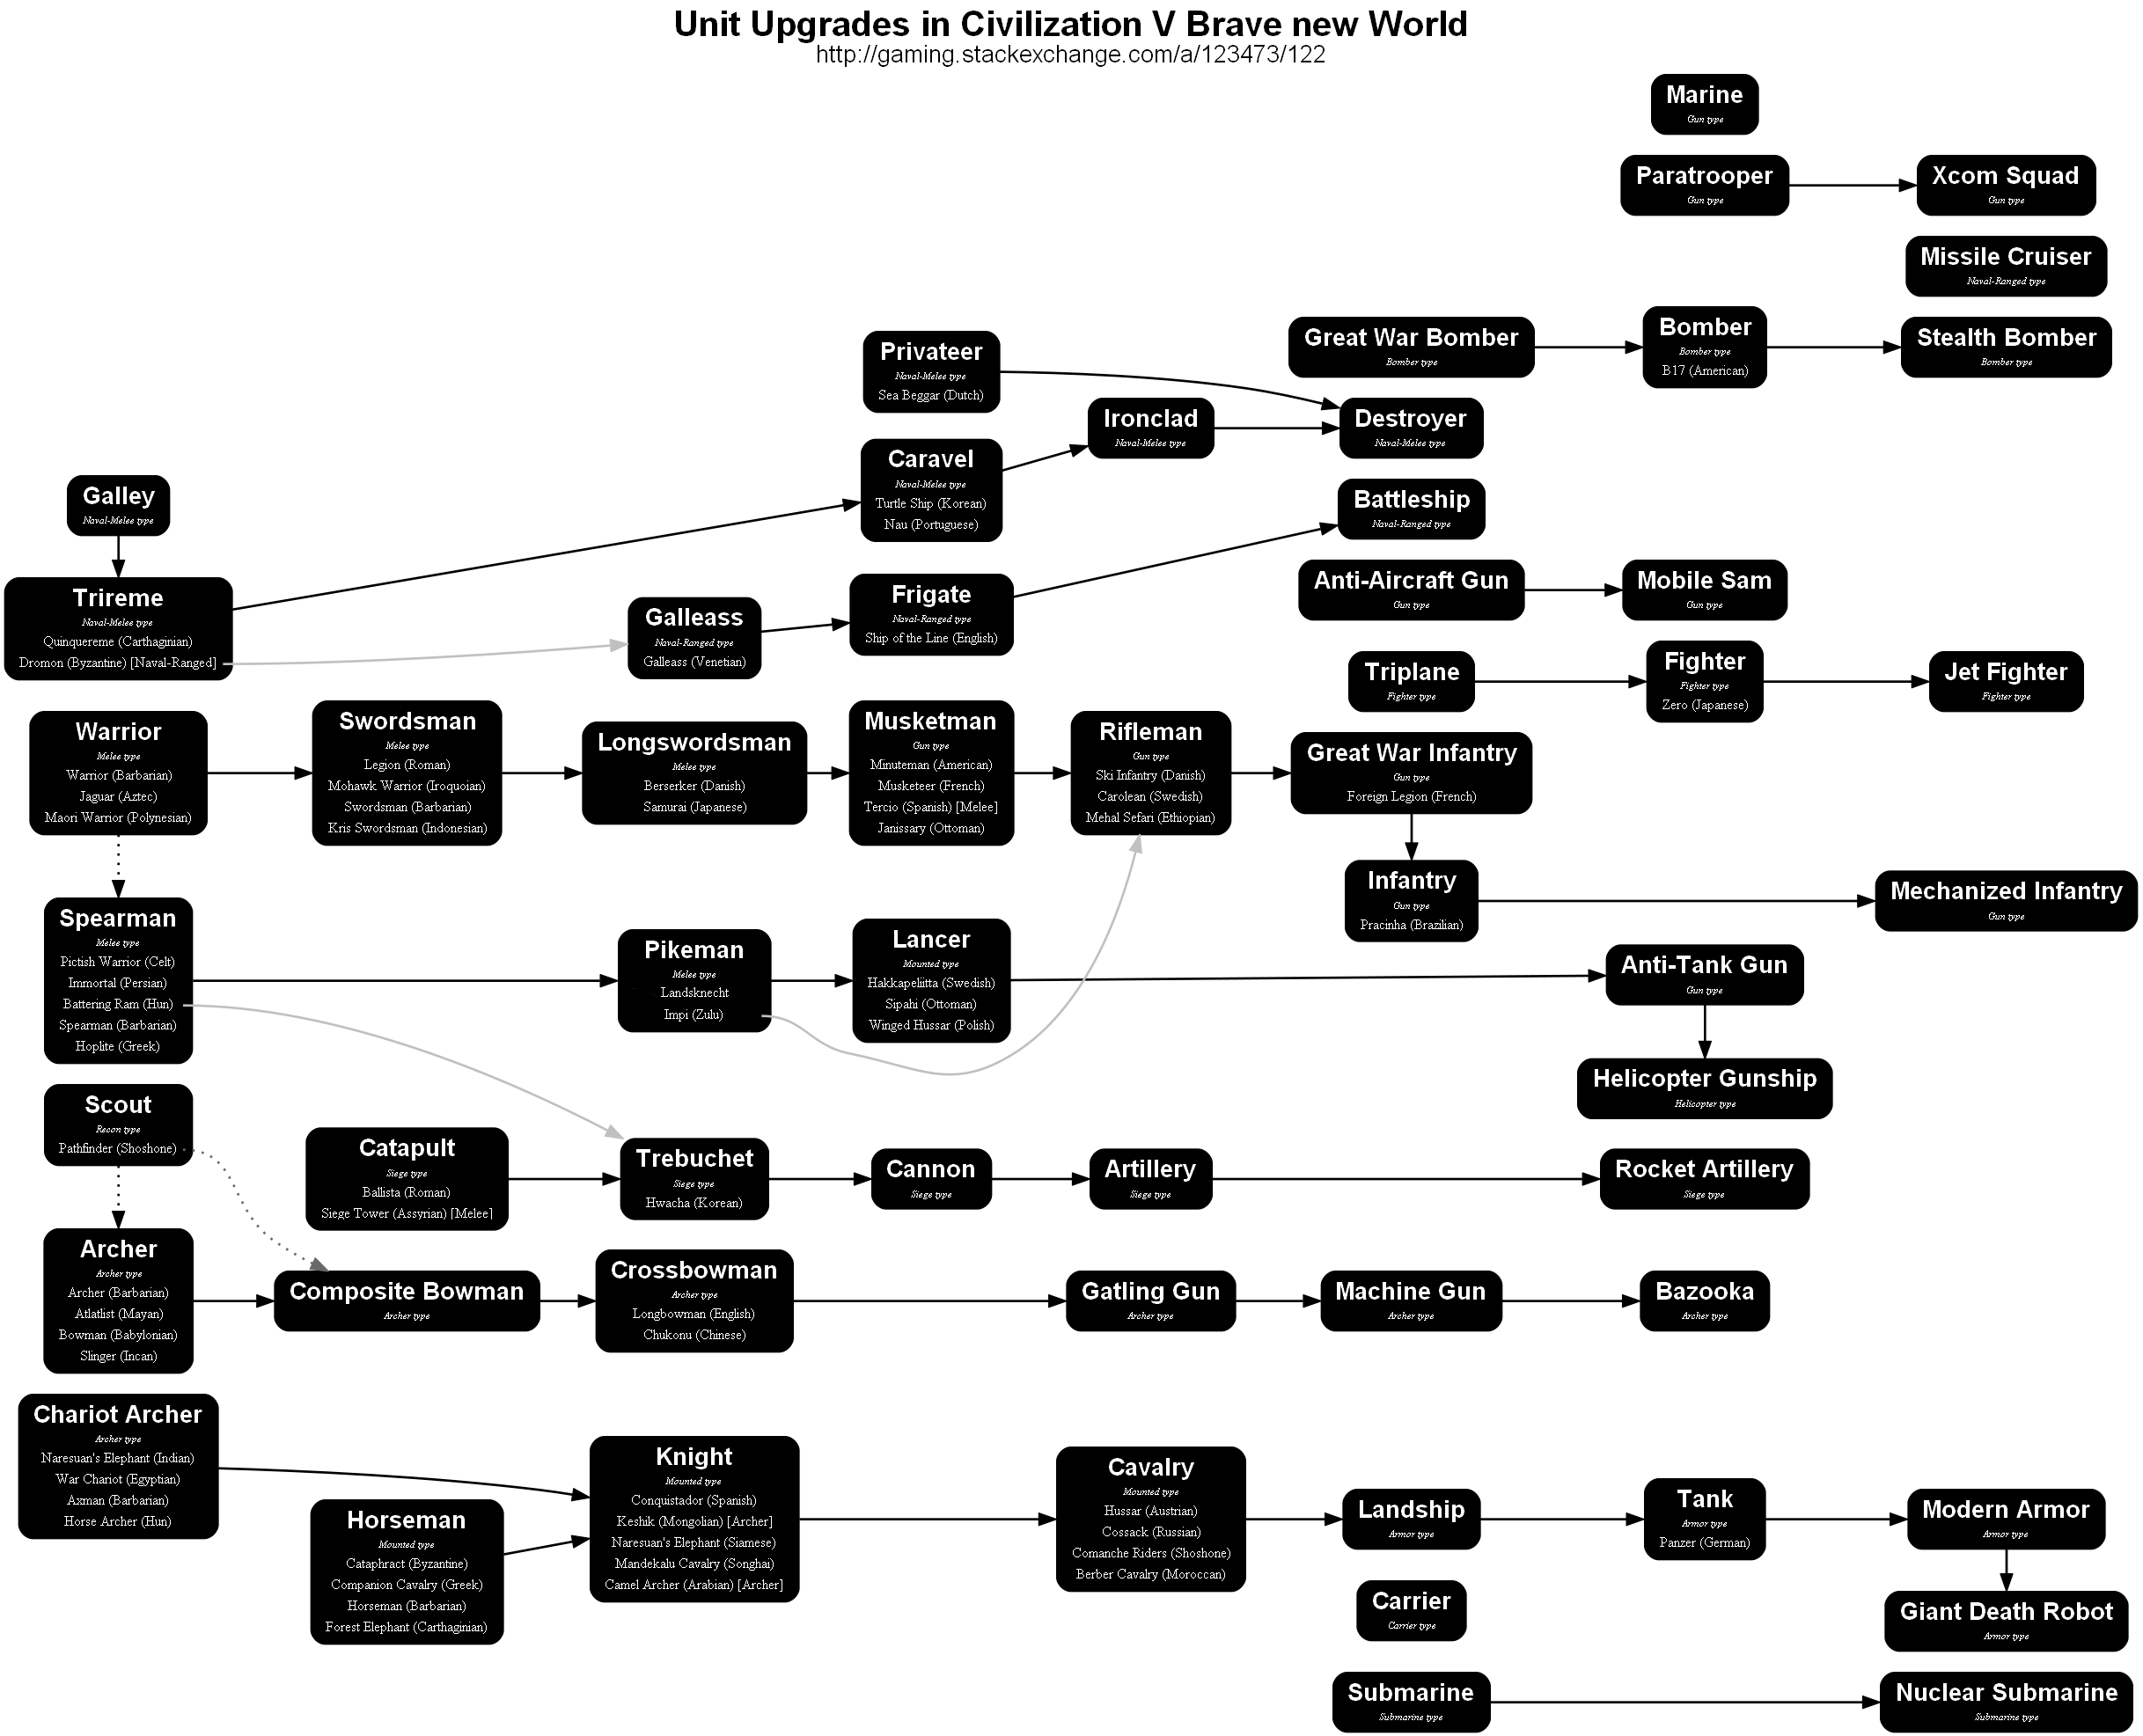 Unit Upgrades in Civilization V Brave new World
http://gaming.stackexchange.com/a/123473/122
Marine
Gun type
Paratrooper
Gun type
Xcom Squad
Gun type
Missile Cruiser
Naval-Ranged type
Privateer
Naval-Melee type
Sea Beggar (Dutch)
Great War Bomber
Bomber type
Bomber
Bomber type
B17 (American)
Stealth Bomber
Bomber type
Ironclad
Naval-Melee type
Destroyer
Naval-Melee type
Caravel
Naval-Melee type
Turtle Ship (Korean)
Nau (Portuguese)
Galley
Naval-Melee type
Battleship
Naval-Ranged type
Trireme
Naval-Melee type
Quinquereme (Carthaginian)
Dromon (Byzantine) [Naval-Ranged]
Galleass
Naval-Ranged type
Galleass (Venetian)
Frigate
Naval-Ranged type
Ship of the Line (English)
Anti-Aircraft Gun
Gun type
Mobile Sam
Gun type
Triplane
Fighter type
Fighter
Fighter type
Zero (Japanese)
Jet Fighter
Fighter type
Warrior
Melee type
Warrior (Barbarian)
Jaguar (Aztec)
Maori Warrior (Polynesian)
Swordsman
Melee type
Legion (Roman)
Mohawk Warrior (Iroquoian)
Swordsman (Barbarian)
Kris Swordsman (Indonesian)
Longswordsman
Melee type
Berserker (Danish)
Samurai (Japanese)
Musketman
Gun type
Minuteman (American)
Musketeer (French)
Tercio (Spanish) [Melee]
Janissary (Ottoman)
Rifleman
Gun type
Ski Infantry (Danish)
Carolean (Swedish)
Mehal Sefari (Ethiopian)
Great War Infantry
Gun type
Foreign Legion (French)
Infantry
Gun type
Pracinha (Brazilian)
Mechanized Infantry
Gun type
Spearman
Melee type
Pictish Warrior (Celt)
Immortal (Persian)
Battering Ram (Hun)
Spearman (Barbarian)
Hoplite (Greek)
Pikeman
Melee type
Landsknecht
Impi (Zulu)
Lancer
Mounted type
Hakkapeliitta (Swedish)
Sipahi (Ottoman)
Winged Hussar (Polish)
Anti-Tank Gun
Gun type
Helicopter Gunship
Helicopter type
Scout
Recon type
Pathfinder (Shoshone)
Catapult
Siege type
Ballista (Roman)
Siege Tower (Assyrian) [Melee]
Trebuchet
Siege type
Hwacha (Korean)
Cannon
Siege type
Artillery
Siege type
Rocket Artillery
Siege type
Archer
Archer type
Archer (Barbarian)
Atlatlist (Mayan)
Bowman (Babylonian)
Slinger (Incan)
Composite Bowman
Archer type
Crossbowman
Archer type
Longbowman (English)
Chukonu (Chinese)
Gatling Gun
Archer type
Machine Gun
Archer type
Bazooka
Archer type
Chariot Archer
Archer type
Naresuan's Elephant (Indian)
War Chariot (Egyptian)
Axman (Barbarian)
Horse Archer (Hun)
Horseman
Mounted type
Cataphract (Byzantine)
Companion Cavalry (Greek)
Horseman (Barbarian)
Forest Elephant (Carthaginian)
Knight
Mounted type
Conquistador (Spanish)
Keshik (Mongolian) [Archer]
Naresuan's Elephant (Siamese)
Mandekalu Cavalry (Songhai)
Camel Archer (Arabian) [Archer]
Cavalry
Mounted type
Hussar (Austrian)
Cossack (Russian)
Comanche Riders (Shoshone)
Berber Cavalry (Moroccan)
Landship
Armor type
Tank
Armor type
Panzer (German)
Modern Armor
Armor type
Carrier
Carrier type
Giant Death Robot
Armor type
Submarine
Submarine type
Nuclear Submarine
Submarine type